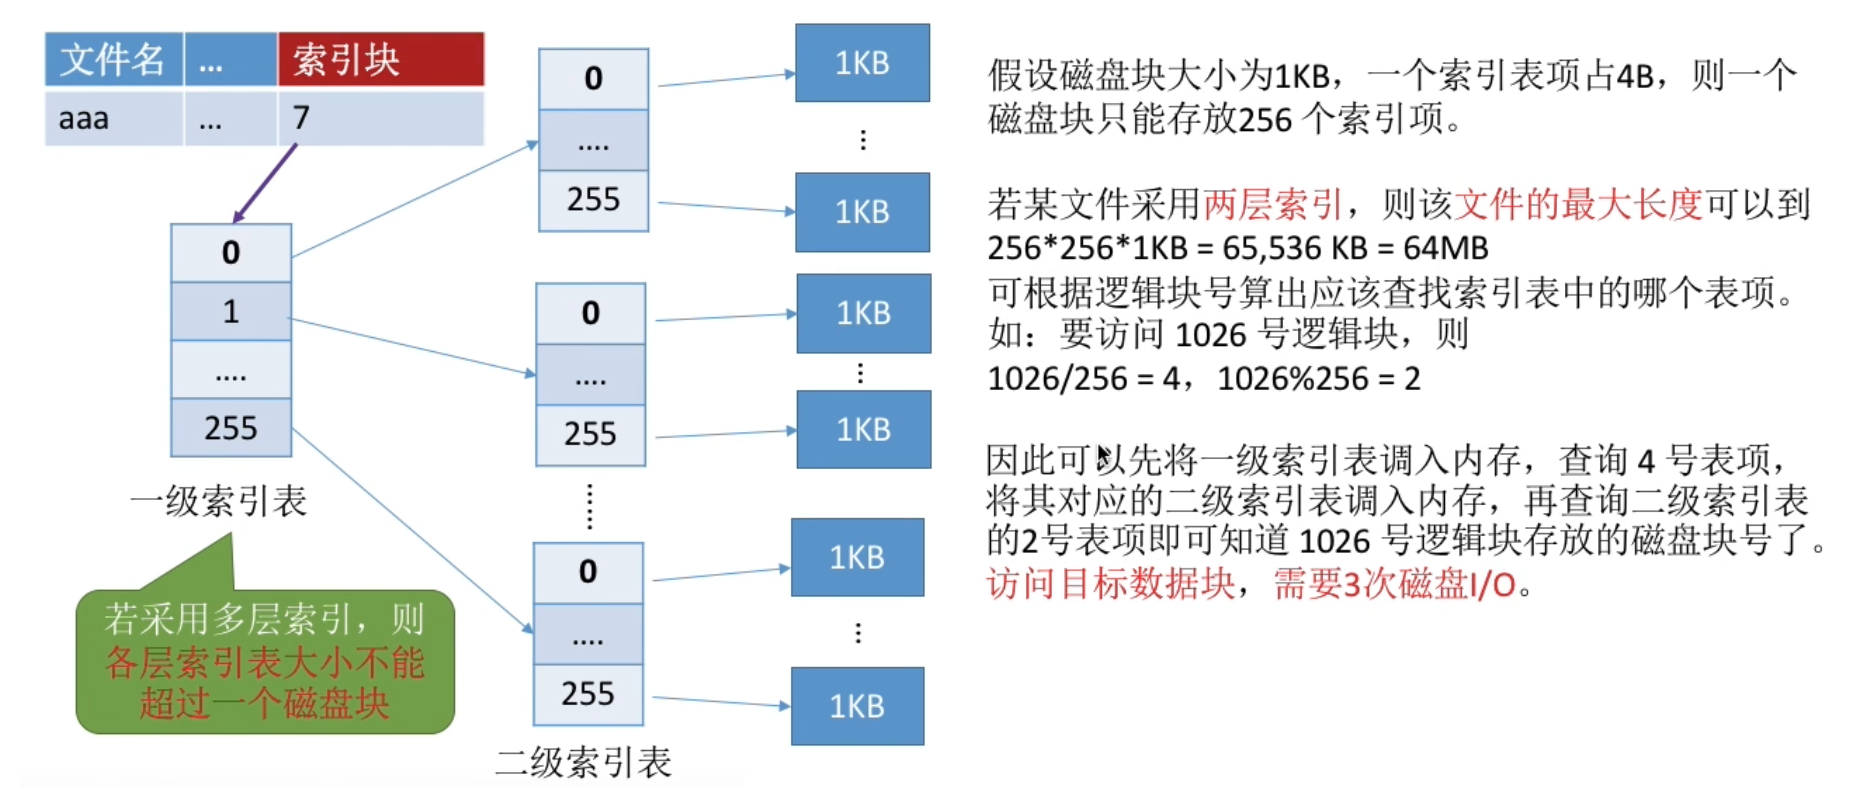 文件名 ... 索引块
aaa ... 7
0
1
....
255
一级索引表
若采用多层索引，则
各层索引表大小不能
超过一个磁盘块
0
....
255
0
....
255
0
....
255
二级索引表
1KB
1KB
1KB
1KB
1KB
1KB
假设磁盘块大小为1KB，一个索引表项占4B，则一个
磁盘块只能存放256 个索引项。
若某文件采用两层索引，则该文件的最大长度可以到
256*256*1KB = 65,536 KB = 64MB
可根据逻辑块号算出应该查找索引表中的哪个表项。
如：要访问 1026 号逻辑块，则
1026/256 = 4，1026%256 = 2
因此可以先将一级索引表调入内存，查询 4 号表项，
将其对应的二级索引表调入内存，再查询二级索引表
的2号表项即可知道 1026 号逻辑块存放的磁盘块号了。
访问目标数据块，需要3次磁盘I/O。